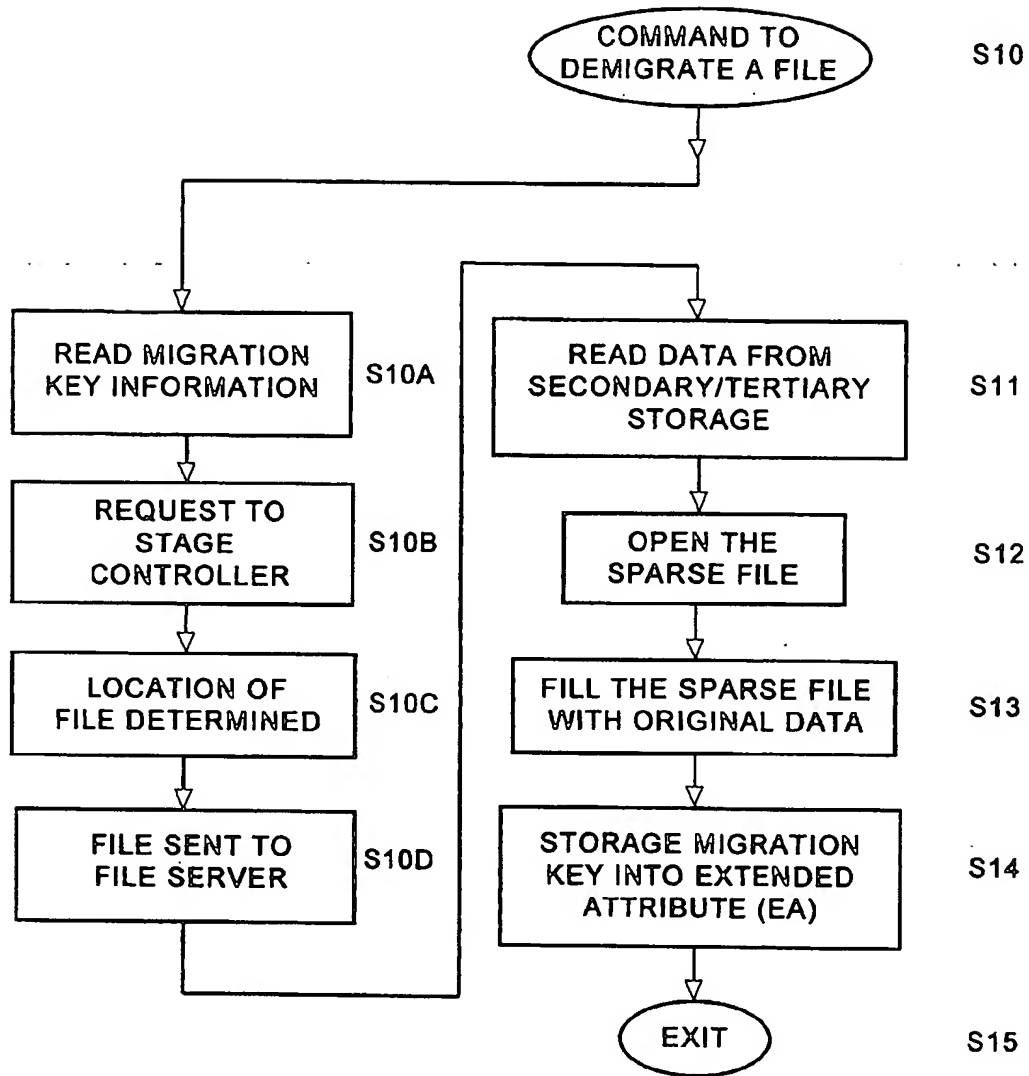 COMMAND TO
DEMIGRATE A FILE
S10
READ MIGRATION
KEY INFORMATION
S10A
REQUEST TO
STAGE
CONTROLLER
S10B
LOCATION OF
FILE DETERMINED
S10C
FILE SENT TO
FILE SERVER
S10D
READ DATA FROM
SECONDARY/TERTIARY
STORAGE
S11
OPEN THE
SPARSE FILE
S12
FILL THE SPARSE FILE
WITH ORIGINAL DATA
S13
STORAGE MIGRATION
KEY INTO EXTENDED
ATTRIBUTE (EA)
S14
EXIT
S15